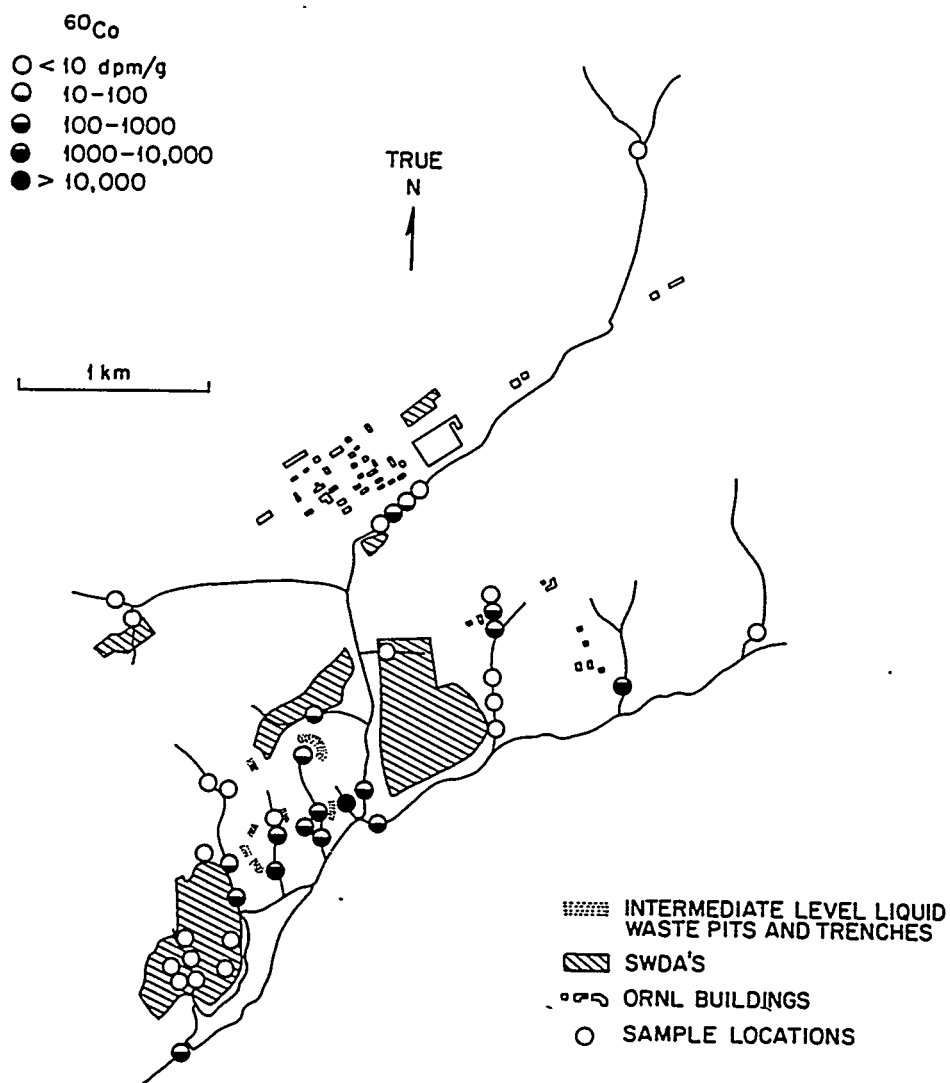 60Co
< 10 dpm/g
10-100
100-1000
1000-10,000
> 10,000
TRUE
N
1 km
INTERMEDIATE LEVEL LIQUID
WASTE PITS AND TRENCHES
SWDA'S
ORNL BUILDINGS
SAMPLE LOCATIONS